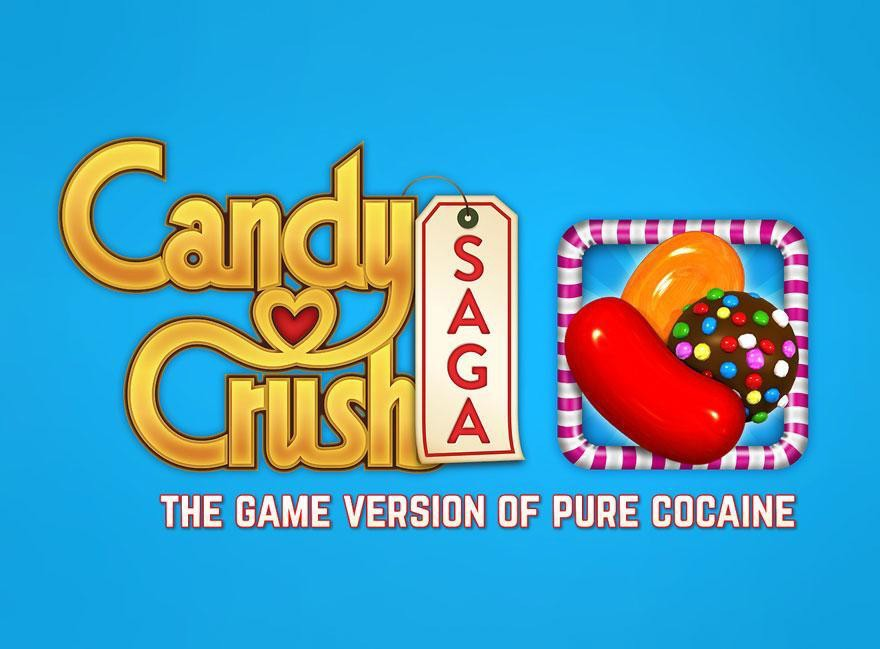 Candy
Crush
SAGA
THE GAME VERSION OF PURE COCAINE